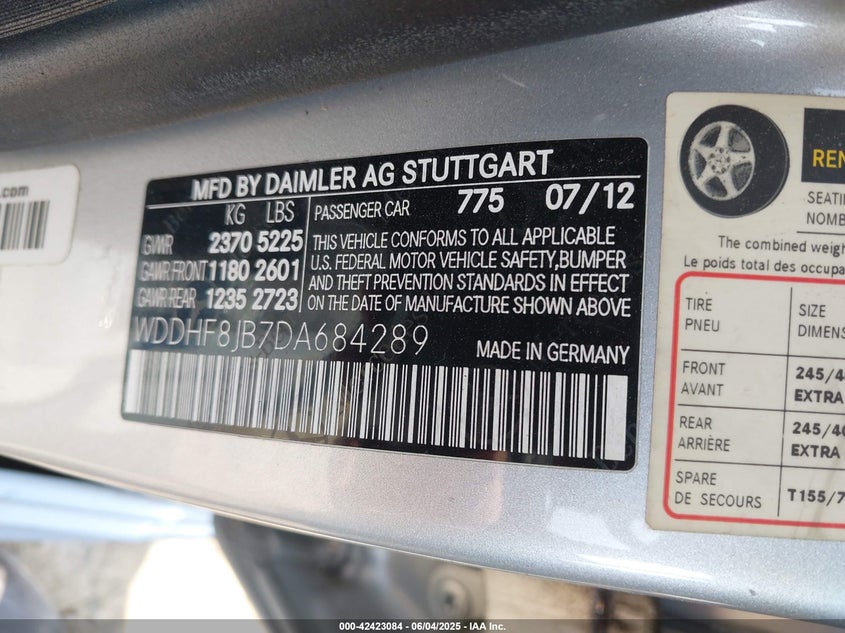 .com
MFD BY DAIMLER AG STUTTGART
KG LBS
PASSENGER CAR 775 07/12
GVWR 2370 5225
GAWR FRONT 1180 2601
GAWR REAR 1235 2723
THIS VEHICLE CONFORMS TO ALL APPLICABLE
U.S. FEDERAL MOTOR VEHICLE SAFETY,BUMPER
AND THEFT PREVENTION STANDARDS IN EFFECT
ON THE DATE OF MANUFACTURE SHOWN ABOVE
WDDHF8JB7DA684289
MADE IN GERMANY
SEATI
NOMB
The combined weigh
Le poids total des occupa
TIRE
PNEU
SIZE
DIMENS
FRONT
AVANT
245/4
EXTRA
REAR
ARRIÈRE
245/40
EXTRA
SPARE
DE SECOURS
T155/7
000-42423084 - 06/04/2025 - IAA Inc.